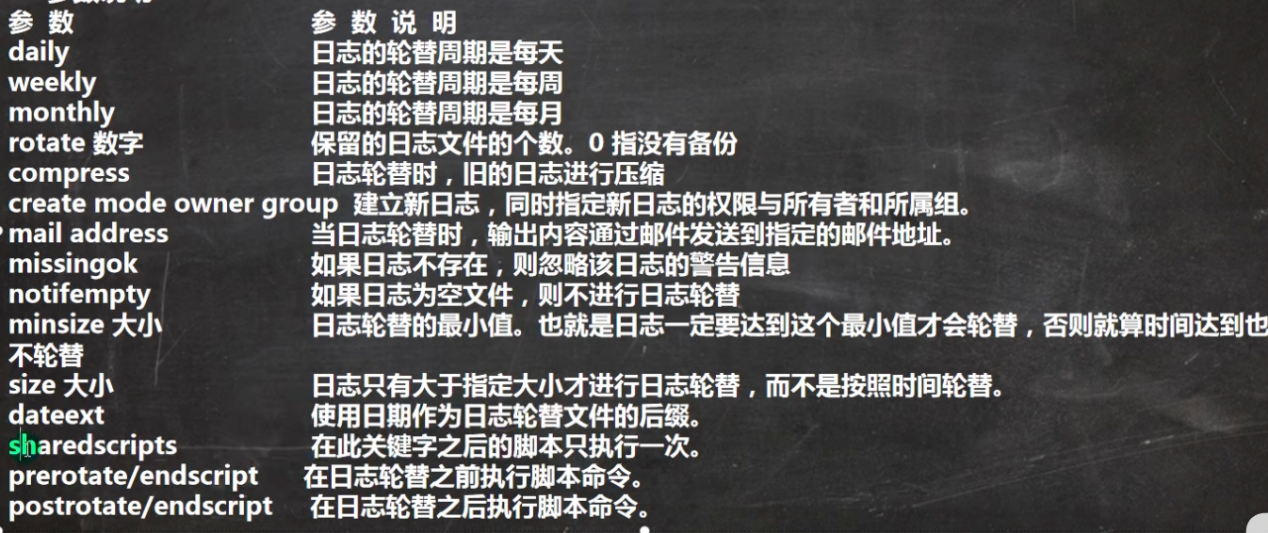 参 数 参 数 说 明
daily 日志的轮替周期是每天
weekly 日志的轮替周期是每周
monthly 日志的轮替周期是每月
rotate 数字 保留的日志文件的个数。0 指没有备份
compress 日志轮替时，旧的日志进行压缩
create mode owner group 建立新日志，同时指定新日志的权限与所有者和所属组。
mail address 当日志轮替时，输出内容通过邮件发送到指定的邮件地址。
missingok 如果日志不存在，则忽略该日志的警告信息
notifempty 如果日志为空文件，则不进行日志轮替
minsize 大小 日志轮替的最小值。也就是日志一定要达到这个最小值才会轮替，否则就算时间达到也
不轮替
size 大小 日志只有大于指定大小才进行日志轮替，而不是按照时间轮替。
dateext 使用日期作为日志轮替文件的后缀。
sharedscripts 在此关键字之后的脚本只执行一次。
prerotate/endscript 在日志轮替之前执行脚本命令。
postrotate/endscript 在日志轮替之后执行脚本命令。